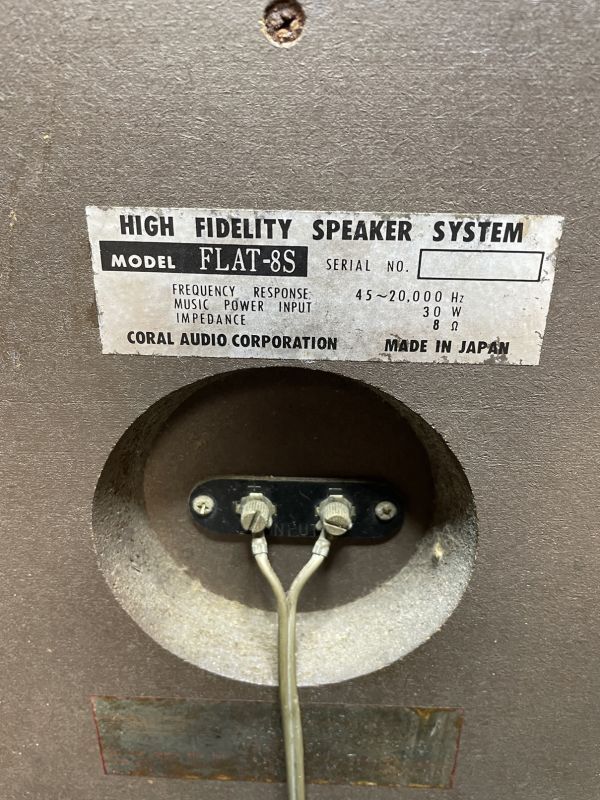 HIGH FIDELITY SPEAKER SYSTEM
MODEL FLAT-8S SERIAL NO.
FREQUENCY RESPONSE 45~20,000 Hz
MUSIC POWER INPUT 30 W
IMPEDANCE 8 Ω
CORAL AUDIO CORPORATION MADE IN JAPAN
+ −
INPUT